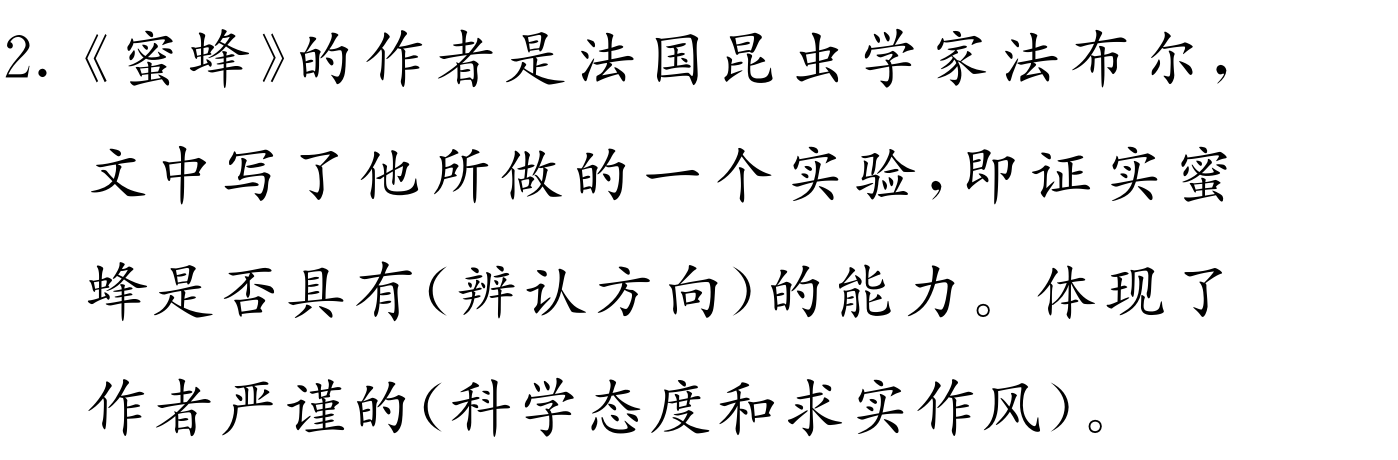 2.《蜜蜂》的作者是法国昆虫学家法布尔，
文中写了他所做的一个实验，即证实蜜
蜂是否具有(辨认方向)的能力。体现了
作者严谨的(科学态度和求实作风)。